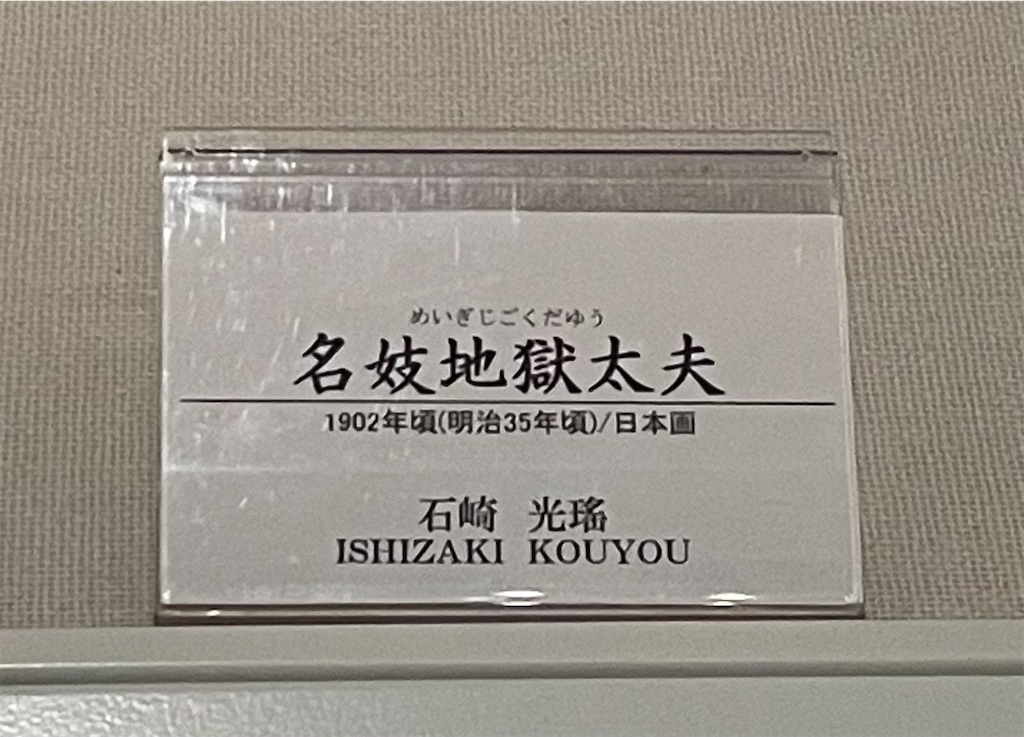 めいぎじごくだゆう
名妓地獄太夫
1902年頃(明治35年頃)/日本画
石崎 光瑤
ISHIZAKI KOUYOU